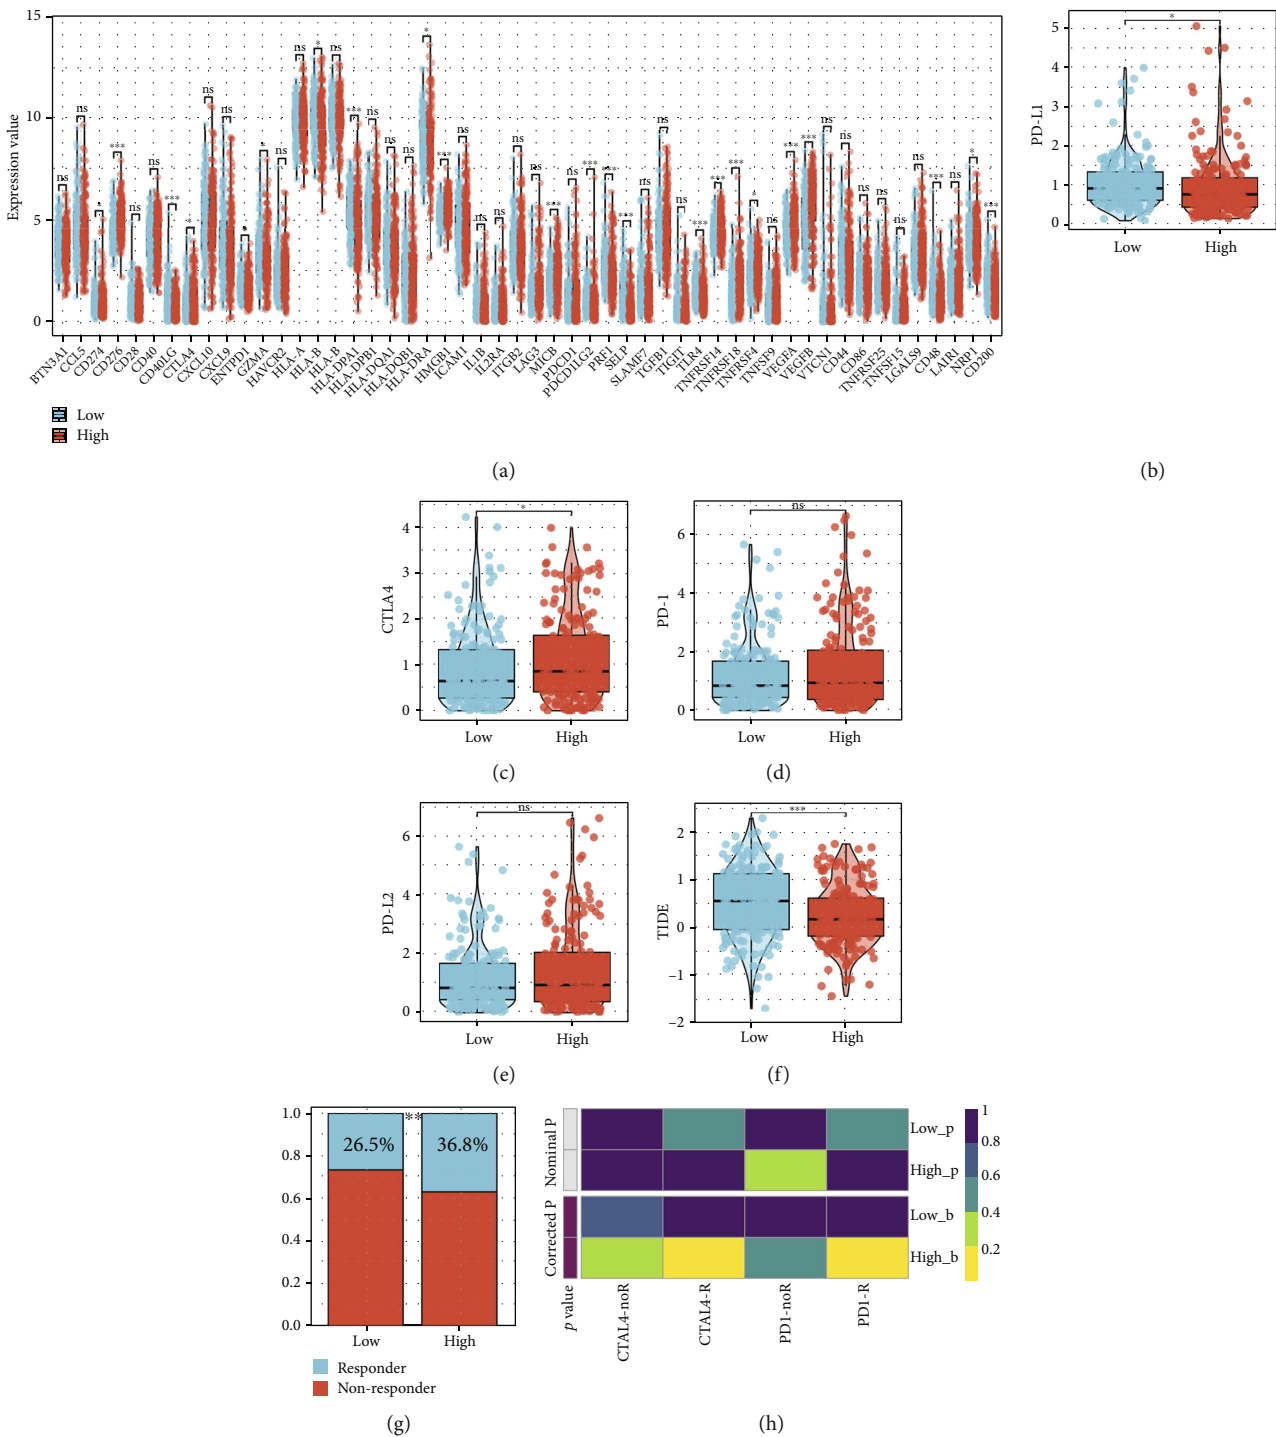 15
10
5
0
Expression value
ns
ns
*
***
ns
ns
***
*
ns
ns
*
*
ns
ns
*
ns
***
ns
ns
ns
*
***
ns
ns
ns
ns
ns
***
ns
***
***
***
ns
ns
ns
***
***
***
*
ns
***
***
ns
ns
ns
ns
ns
ns
***
ns
*
***
BTN3A1
CCL5
CD274
CD276
CD28
CD40
CD40LG
CTLA4
CXCL10
CXCL9
ENTPD1
GZMA
HAVCR2
HLA-A
HLA-B
HLA-B
HLA-DPA1
HLA-DPB1
HLA-DQA1
HLA-DQB1
HLA-DRA
HMGB1
ICAM1
IL1B
IL2RA
ITGB2
LAG3
MICB
PDCD1
PDCD1LG2
PRF1
SELP
SLAMF7
TGFB1
TIGIT
TLR4
TNFRSF14
TNFRSF18
TNFRSF4
TNFSF9
VEGFA
VEGFB
VTCN1
CD44
CD86
TNFRSF25
TNFSF15
LGALS9
CD48
LAIR1
NRP1
CD200
Low
High
(a)
*
5
4
3
2
1
0
PD-L1
Low
High
(b)
*
4
3
2
1
0
CTLA4
Low
High
(c)
ns
6
4
2
0
PD-1
Low
High
(d)
ns
6
4
2
0
PD-L2
Low
High
(e)
***
2
1
0
−1
−2
TIDE
Low
High
(f)
1.0
0.8
0.6
0.4
0.2
0.0
26.5%
**
36.8%
Low
High
Responder
Non-responder
(g)
Nominal P
Corrected P
p value
Low_p
High_p
Low_b
High_b
CTAL4-noR
CTAL4-R
PD1-noR
PD1-R
1
0.8
0.6
0.4
0.2
(h)